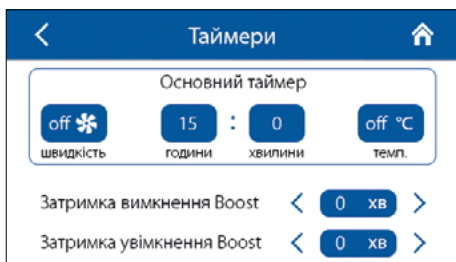 Таймери
Основний таймер
off 15 : 0 off °C
швидкість години хвилини темп.
Затримка вимкнення Boost 0 хв
Затримка увімкнення Boost 0 хв